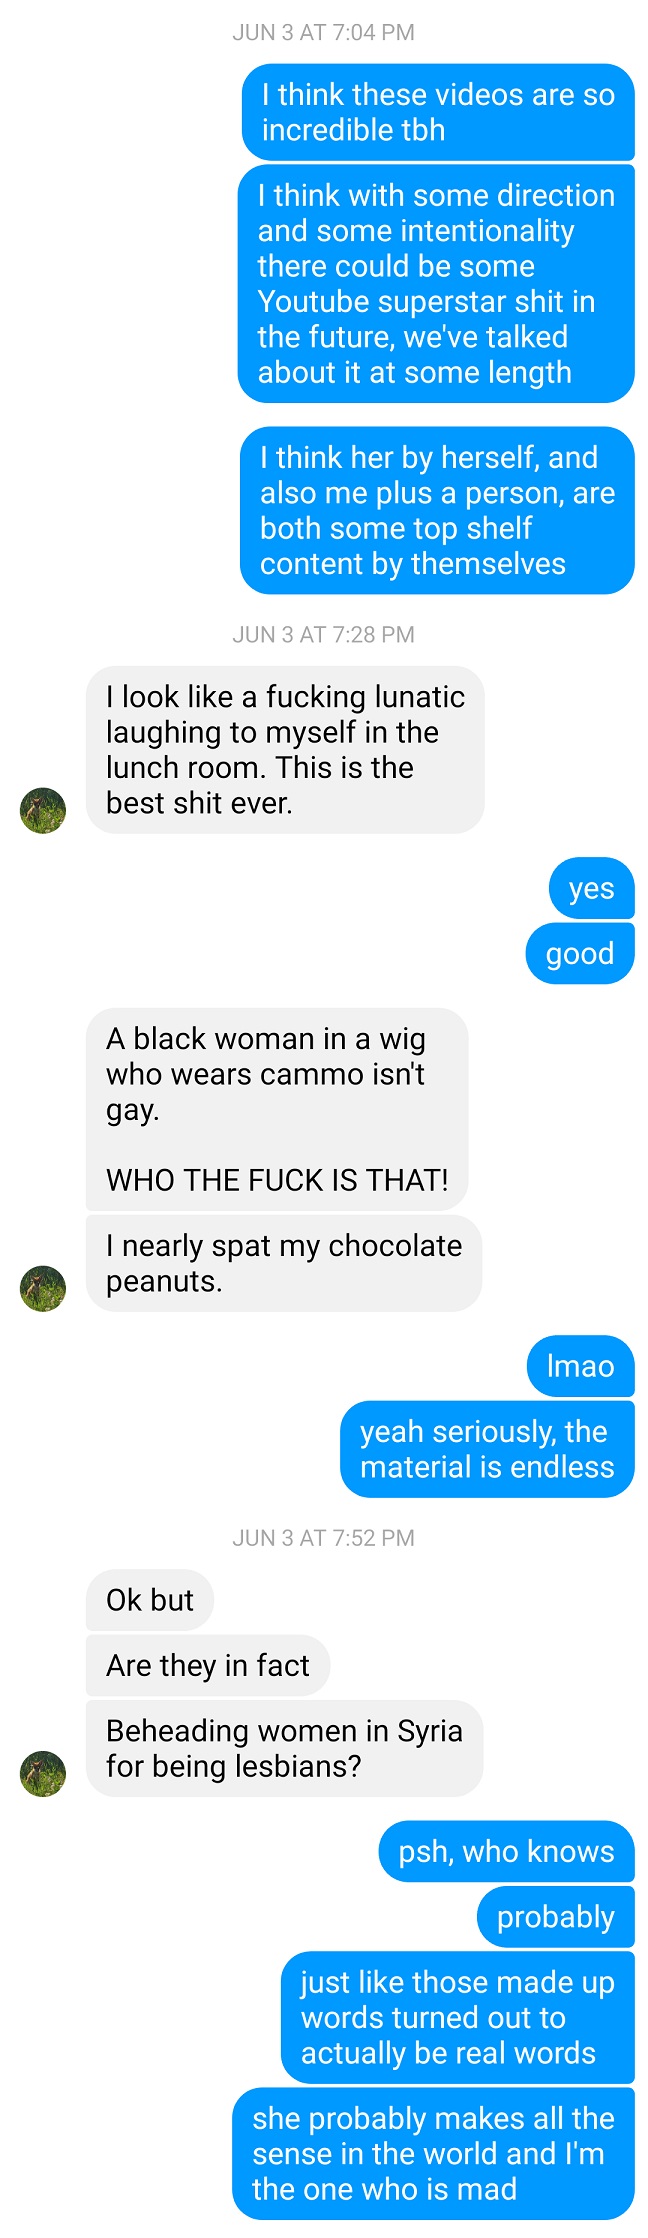 JUN 3 AT 7:04 PM
I think these videos are so
incredible tbh
I think with some direction
and some intentionality
there could be some
Youtube superstar shit in
the future, we've talked
about it at some length
I think her by herself, and
also me plus a person, are
both some top shelf
content by themselves
JUN 3 AT 7:28 PM
I look like a fucking lunatic
laughing to myself in the
lunch room. This is the
best shit ever.
yes
good
A black woman in a wig
who wears cammo isn't
gay.
WHO THE FUCK IS THAT!
I nearly spat my chocolate
peanuts.
lmao
yeah seriously, the
material is endless
JUN 3 AT 7:52 PM
Ok but
Are they in fact
Beheading women in Syria
for being lesbians?
psh, who knows
probably
just like those made up
words turned out to
actually be real words
she probably makes all the
sense in the world and I'm
the one who is mad